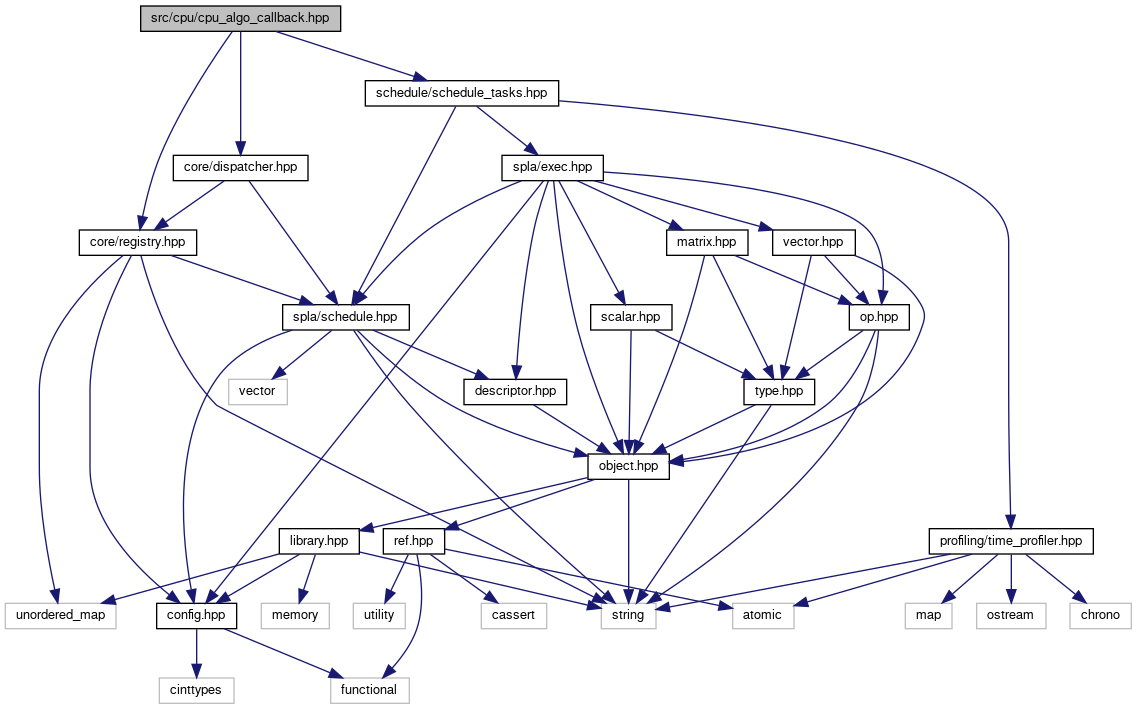 src/cpu/cpu_algo_callback.hpp
schedule/schedule_tasks.hpp
core/dispatcher.hpp
spla/exec.hpp
core/registry.hpp
matrix.hpp
vector.hpp
spla/schedule.hpp
scalar.hpp
op.hpp
vector
descriptor.hpp
type.hpp
object.hpp
library.hpp
ref.hpp
profiling/time_profiler.hpp
unordered_map
config.hpp
memory
utility
cassert
string
atomic
map
ostream
chrono
cinttypes
functional